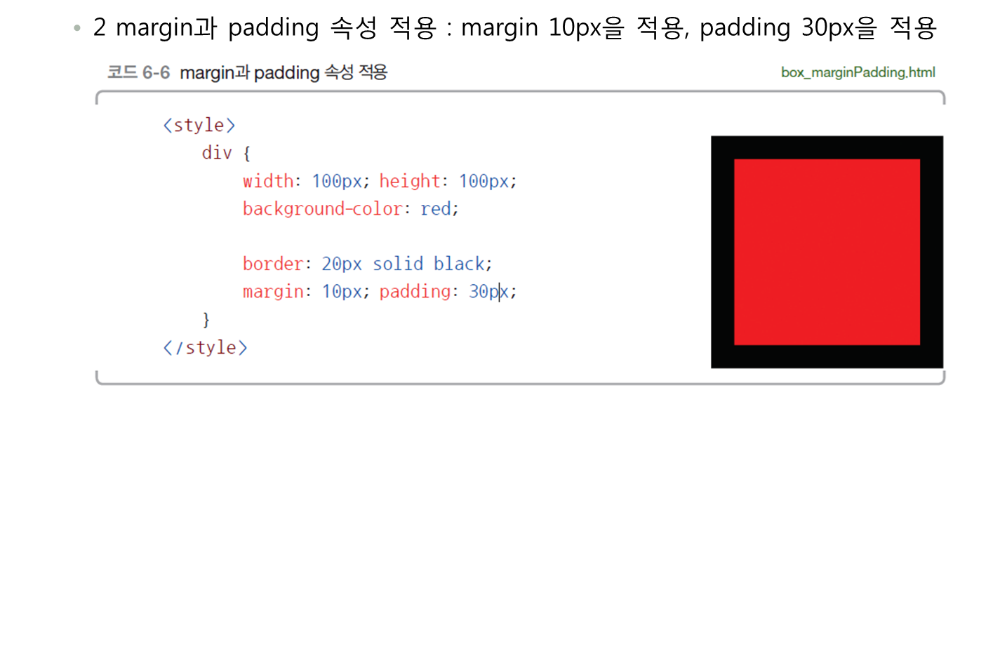 • 2 margin과 padding 속성 적용 : margin 10px을 적용, padding 30px을 적용
코드 6-6 margin과 padding 속성 적용 box_marginPadding.html
<style>
div {
width: 100px; height: 100px;
background-color: red;
border: 20px solid black;
margin: 10px; padding: 30px;
}
</style>